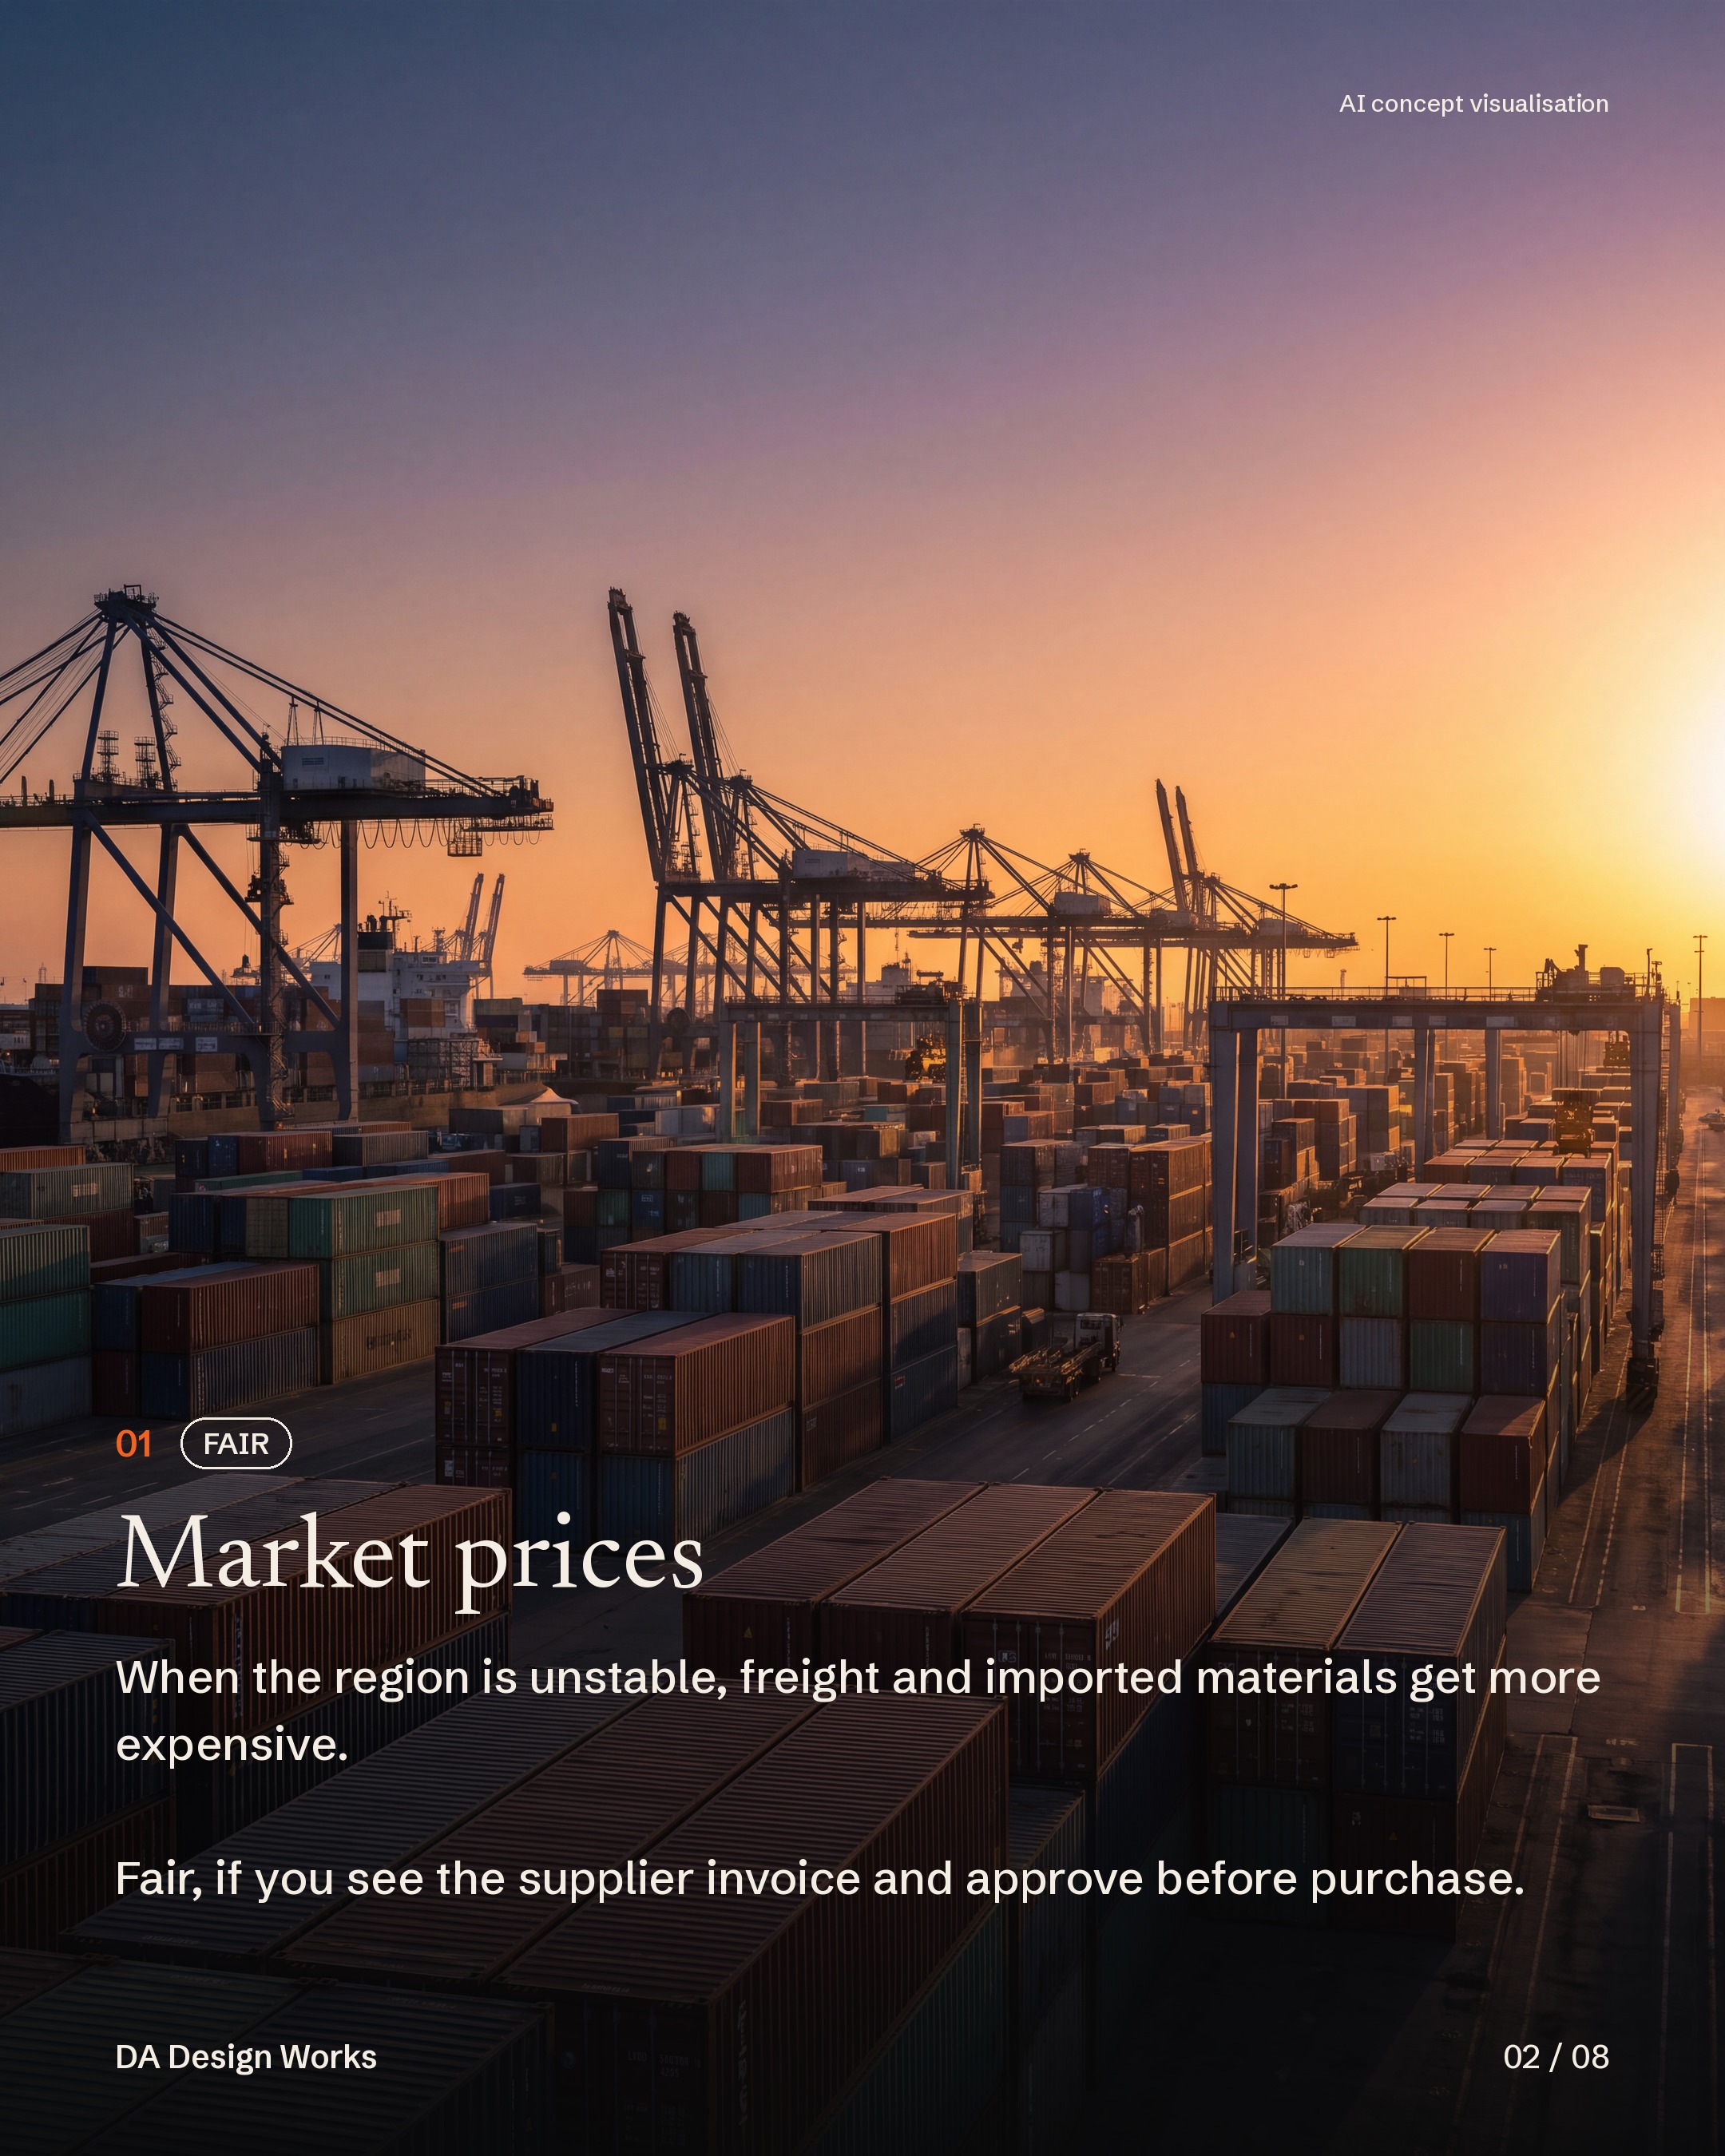 AI concept visualisation
01 FAIR
Market prices
When the region is unstable, freight and imported materials get more
expensive.
Fair, if you see the supplier invoice and approve before purchase.
DA Design Works
02 / 08